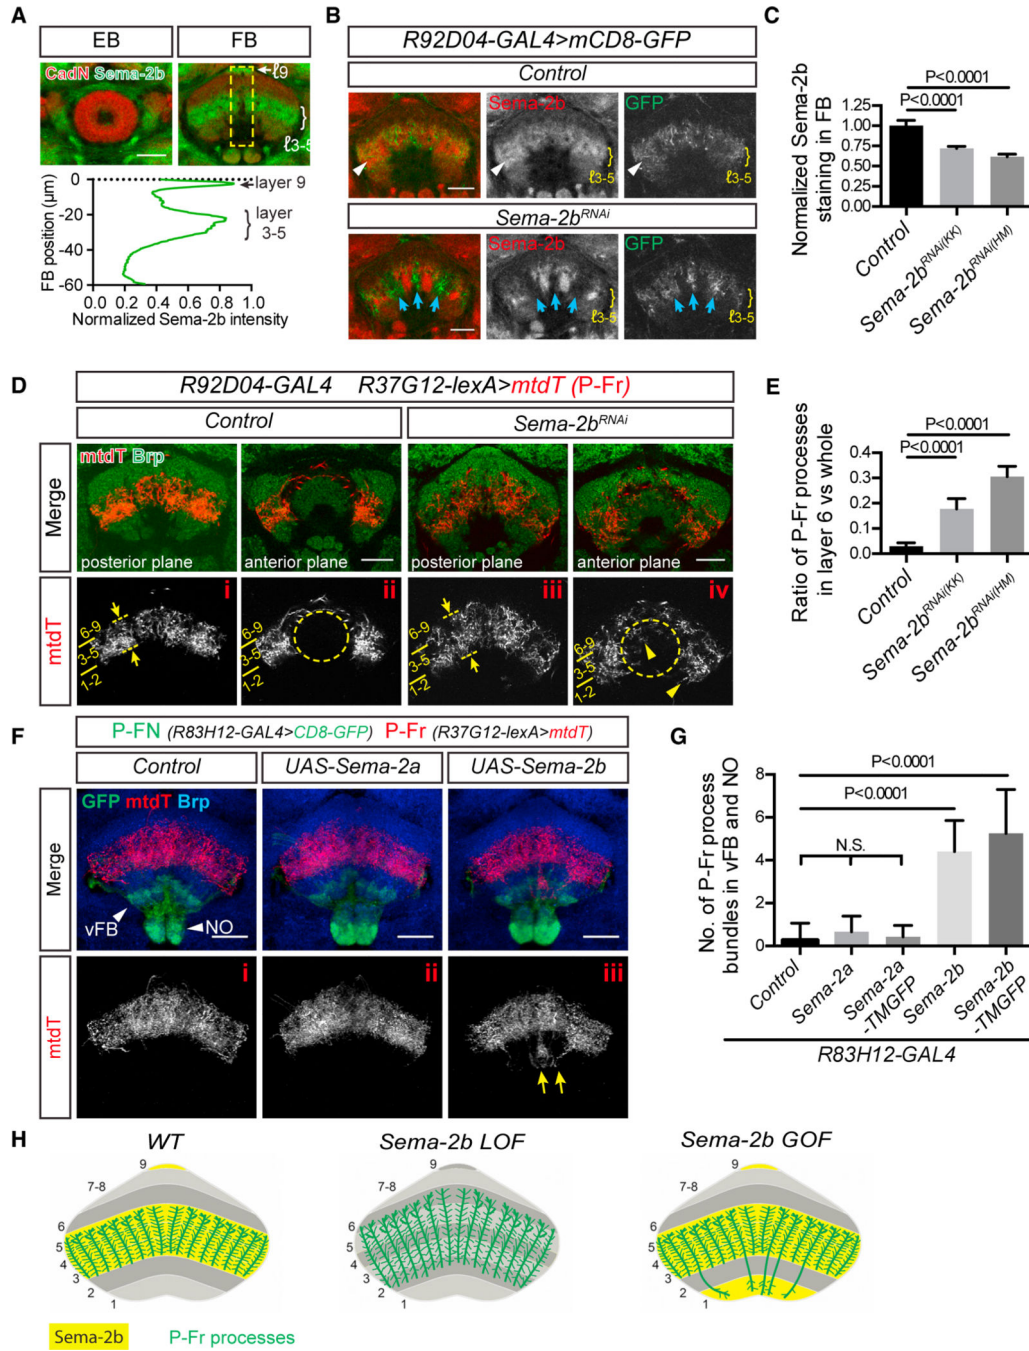 A
EB
FB
CadN Sema-2b
ℓ9
ℓ3-5
0
-20
-40
-60
FB position (μm)
layer 9
layer
3-5
0.0 0.2 0.4 0.6 0.8 1.0
Normalized Sema-2b intensity
B
R92D04-GAL4>mCD8-GFP
Control
Sema-2b
GFP
ℓ3-5
ℓ3-5
ℓ3-5
Sema-2bRNAi
Sema-2b
GFP
ℓ3-5
ℓ3-5
C
P<0.0001
P<0.0001
1.25
1.00
0.75
0.50
0.25
0.00
Normalized Sema-2b
staining in FB
Control
Sema-2bRNAi(KK)
Sema-2bRNAi(HM)
D
R92D04-GAL4 R37G12-lexA>mtdT (P-Fr)
Control
Sema-2bRNAi
Merge
mtdT Brp
posterior plane
anterior plane
posterior plane
anterior plane
mtdT
i
ii
iii
iv
6-9
3-5
1-2
6-9
3-5
1-2
6-9
3-5
1-2
6-9
3-5
1-2
E
P<0.0001
P<0.0001
0.4
0.3
0.2
0.1
0.0
Ratio of P-Fr processes
in layer 6 vs whole
Control
Sema-2bRNAi(KK)
Sema-2bRNAi(HM)
F
P-FN (R83H12-GAL4>CD8-GFP) P-Fr (R37G12-lexA>mtdT)
Control
UAS-Sema-2a
UAS-Sema-2b
Merge
GFP mtdT Brp
vFB
NO
mtdT
i
ii
iii
G
P<0.0001
P<0.0001
N.S.
8
6
4
2
0
No. of P-Fr process
bundles in vFB and NO
Control
Sema-2a
Sema-2a
-TMGFP
Sema-2b
Sema-2b
-TMGFP
R83H12-GAL4
H
WT
Sema-2b LOF
Sema-2b GOF
9
7-8
6
5
4
3
2
1
9
7-8
6
5
4
3
2
1
9
7-8
6
5
4
3
2
1
Sema-2b
P-Fr processes